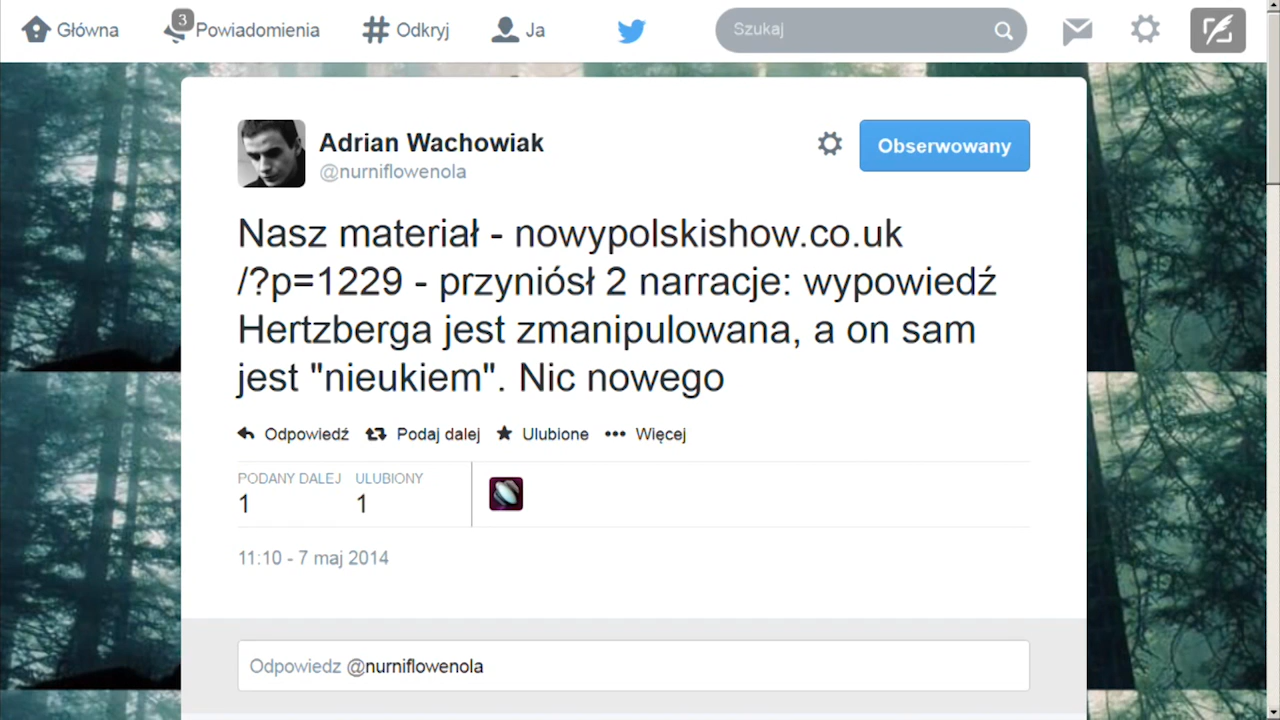 Główna 3 Powiadomienia # Odkryj Ja Szukaj
Adrian Wachowiak
@nurniflowenola
Obserwowany
Nasz materiał - nowypolskishow.co.uk
/?p=1229 - przyniósł 2 narracje: wypowiedź
Hertzberga jest zmanipulowana, a on sam
jest "nieukiem". Nic nowego
Odpowiedź Podaj dalej Ulubione Więcej
PODANY DALEJ ULUBIONY
1 1
11:10 - 7 maj 2014
Odpowiedz @nurniflowenola